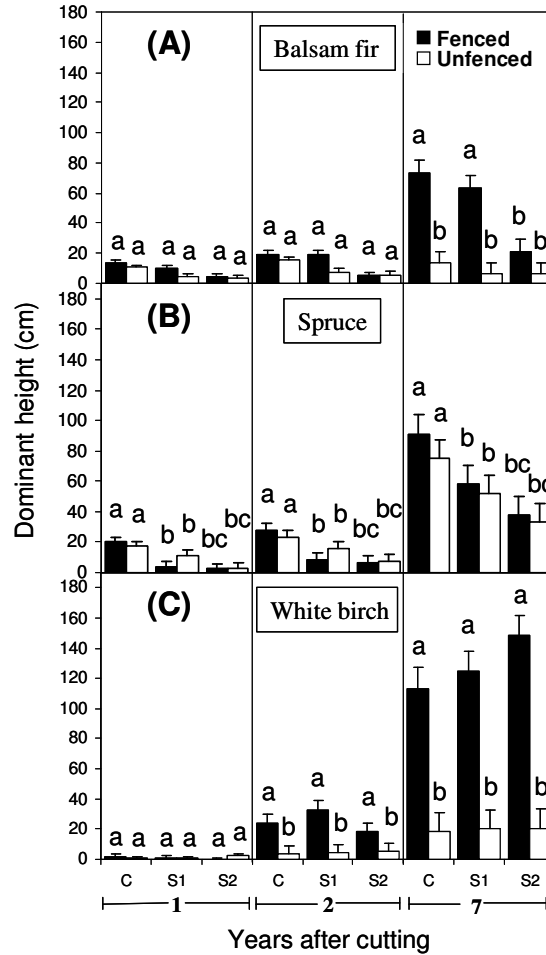 Dominant height (cm)
180
(A)
Balsam fir
Fenced
Unfenced
160
140
120
100
80
60
40
20
0
a a a a a a
a a a a a a
a b a b b b
180
(B)
Spruce
160
140
120
100
80
60
40
20
0
a a b b bc bc
a a b b bc bc
a a b b bc bc
180
(C)
White birch
160
140
120
100
80
60
40
20
0
a a a a a a
a b a b a b
a b a b a b
C S1 S2 C S1 S2 C S1 S2
1 2 7
Years after cutting